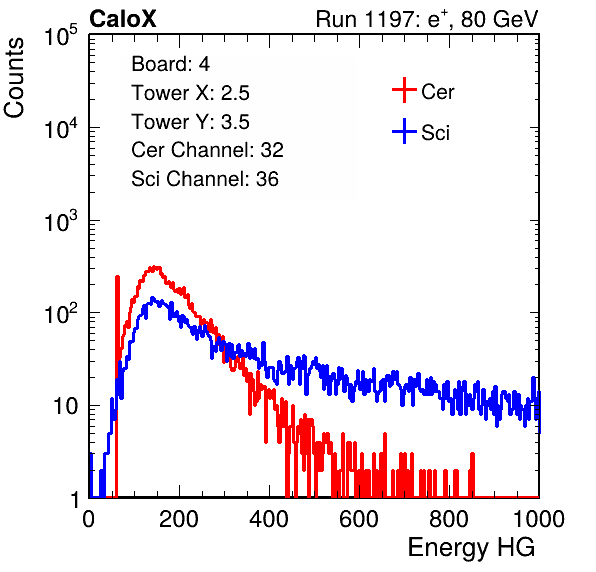 CaloX Run 1197: e⁺, 80 GeV
Counts
Board: 4
Tower X: 2.5
Tower Y: 3.5
Cer Channel: 32
Sci Channel: 36
Cer
Sci
10⁵
10⁴
10³
10²
10
1
0 200 400 600 800 1000
Energy HG